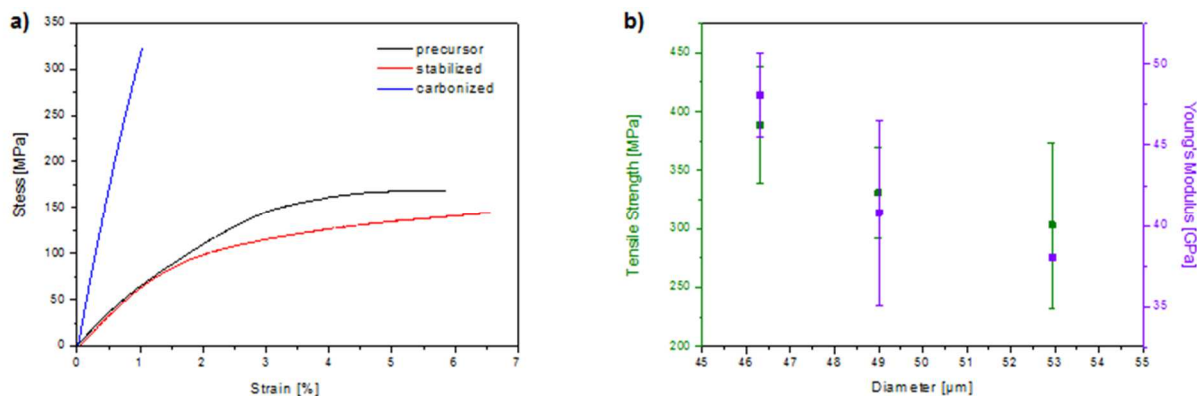 a)
350
300
250
200
150
100
50
0
Stess [MPa]
precursor
stabilized
carbonized
0 1 2 3 4 5 6 7
Strain [%]
b)
450
400
350
300
250
200
Tensile Strength [MPa]
50
45
40
35
Young's Modulus [GPa]
45 46 47 48 49 50 51 52 53 54 55
Diameter [µm]